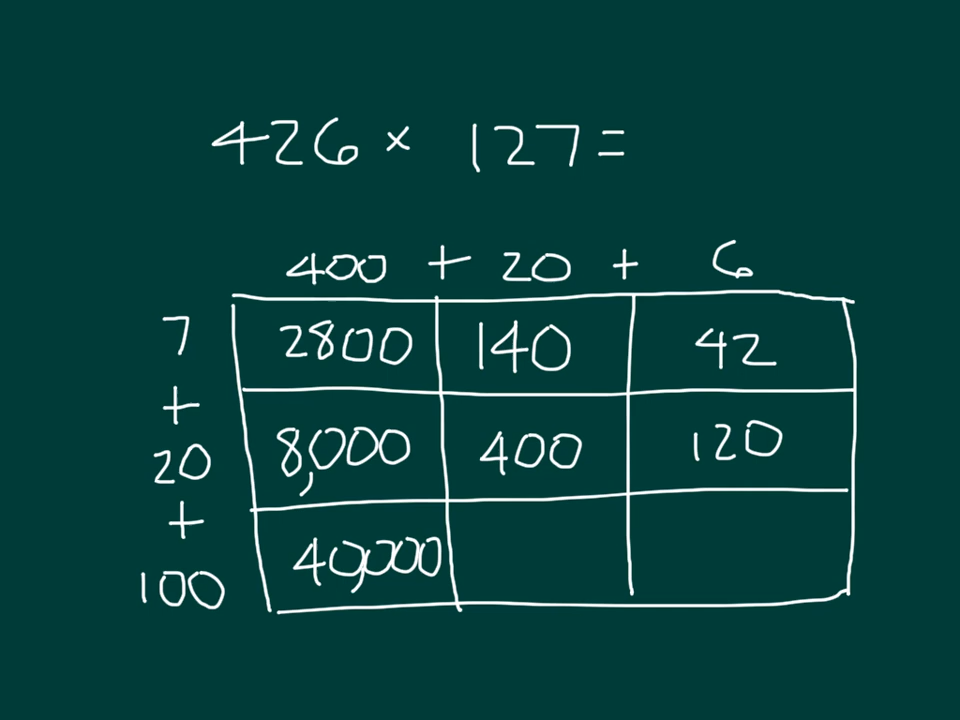 426 × 127 =
400 + 20 + 6
7 2800 140 42
+
20 8,000 400 120
+
100 40,000